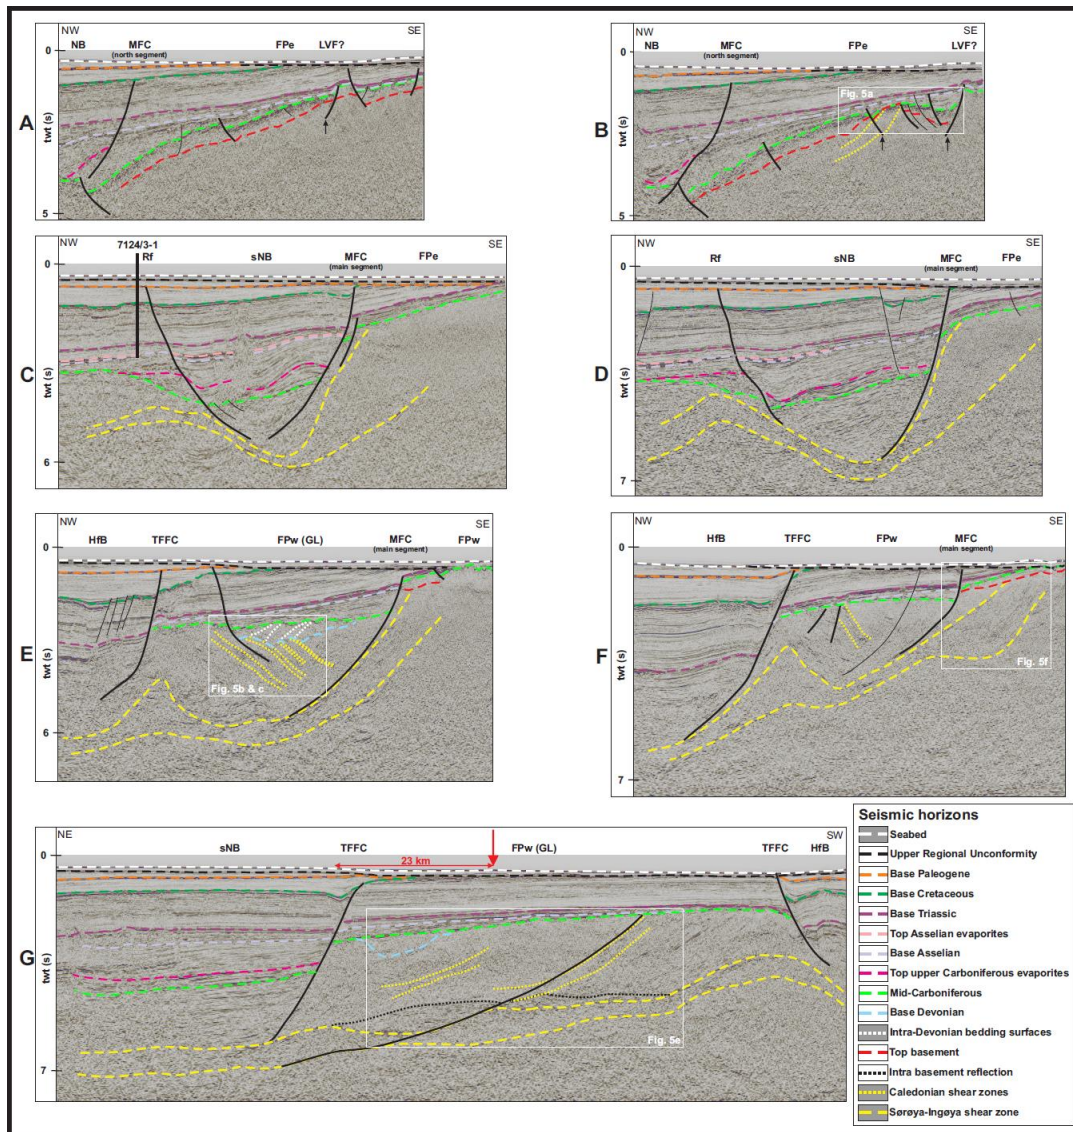 NW SE
NB MFC FPe LVF?
(north segment)
0
A
twt (s)
5
NW SE
NB MFC FPe LVF?
(north segment)
0
Fig. 5a
B
twt (s)
5
NW SE
7124/3-1
Rf sNB MFC FPe
(main segment)
0
C
twt (s)
6
NW SE
Rf sNB MFC FPe
(main segment)
0
D
twt (s)
7
NW SE
HfB TFFC FPw (GL) MFC FPw
(main segment)
0
E
twt (s)
Fig. 5b & c
6
NW SE
HfB TFFC FPw MFC
(main segment)
0
F
twt (s)
Fig. 5f
7
NE SW
sNB TFFC FPw (GL) TFFC HfB
0
23 km
G
twt (s)
Fig. 5e
7
Seismic horizons
Seabed
Upper Regional Unconformity
Base Paleogene
Base Cretaceous
Base Triassic
Top Asselian evaporites
Base Asselian
Top upper Carboniferous evaporites
Mid-Carboniferous
Base Devonian
Intra-Devonian bedding surfaces
Top basement
Intra basement reflection
Caledonian shear zones
Sørøya-Ingøya shear zone